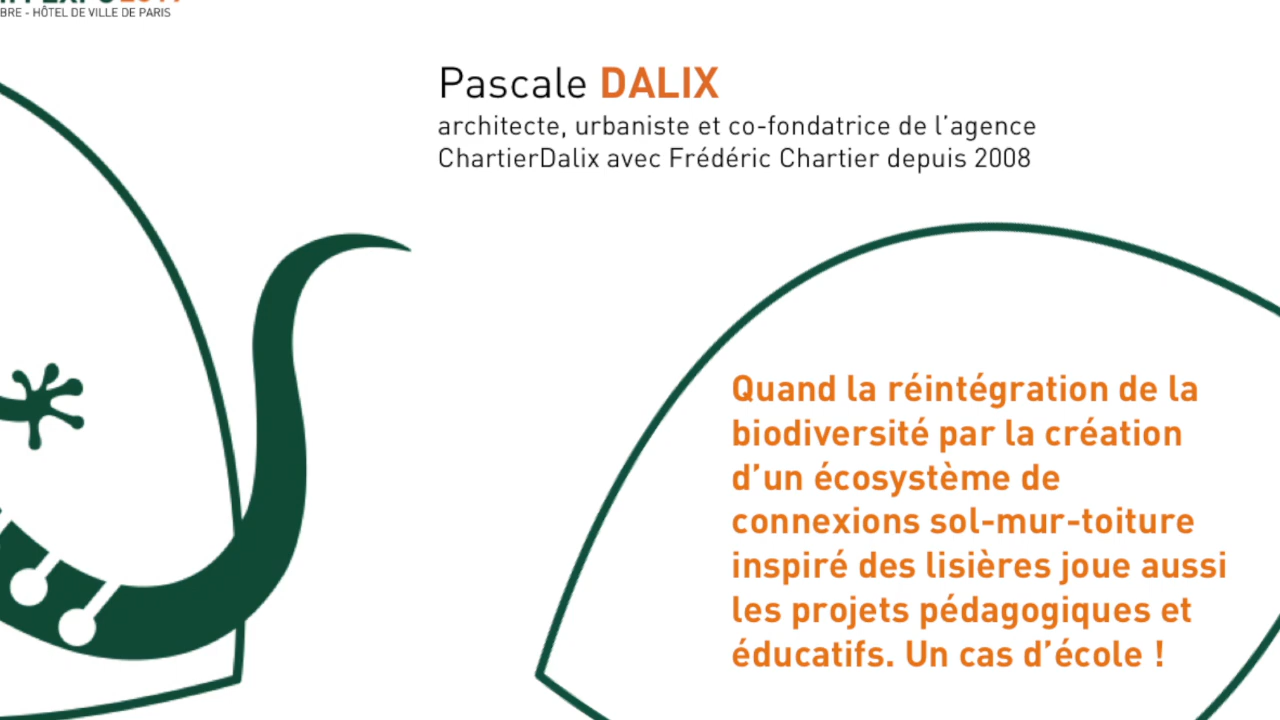 BRE - HÔTEL DE VILLE DE PARIS
Pascale DALIX
architecte, urbaniste et co-fondatrice de l’agence
ChartierDalix avec Frédéric Chartier depuis 2008
Quand la réintégration de la
biodiversité par la création
d’un écosystème de
connexions sol-mur-toiture
inspiré des lisières joue aussi
les projets pédagogiques et
éducatifs. Un cas d’école !